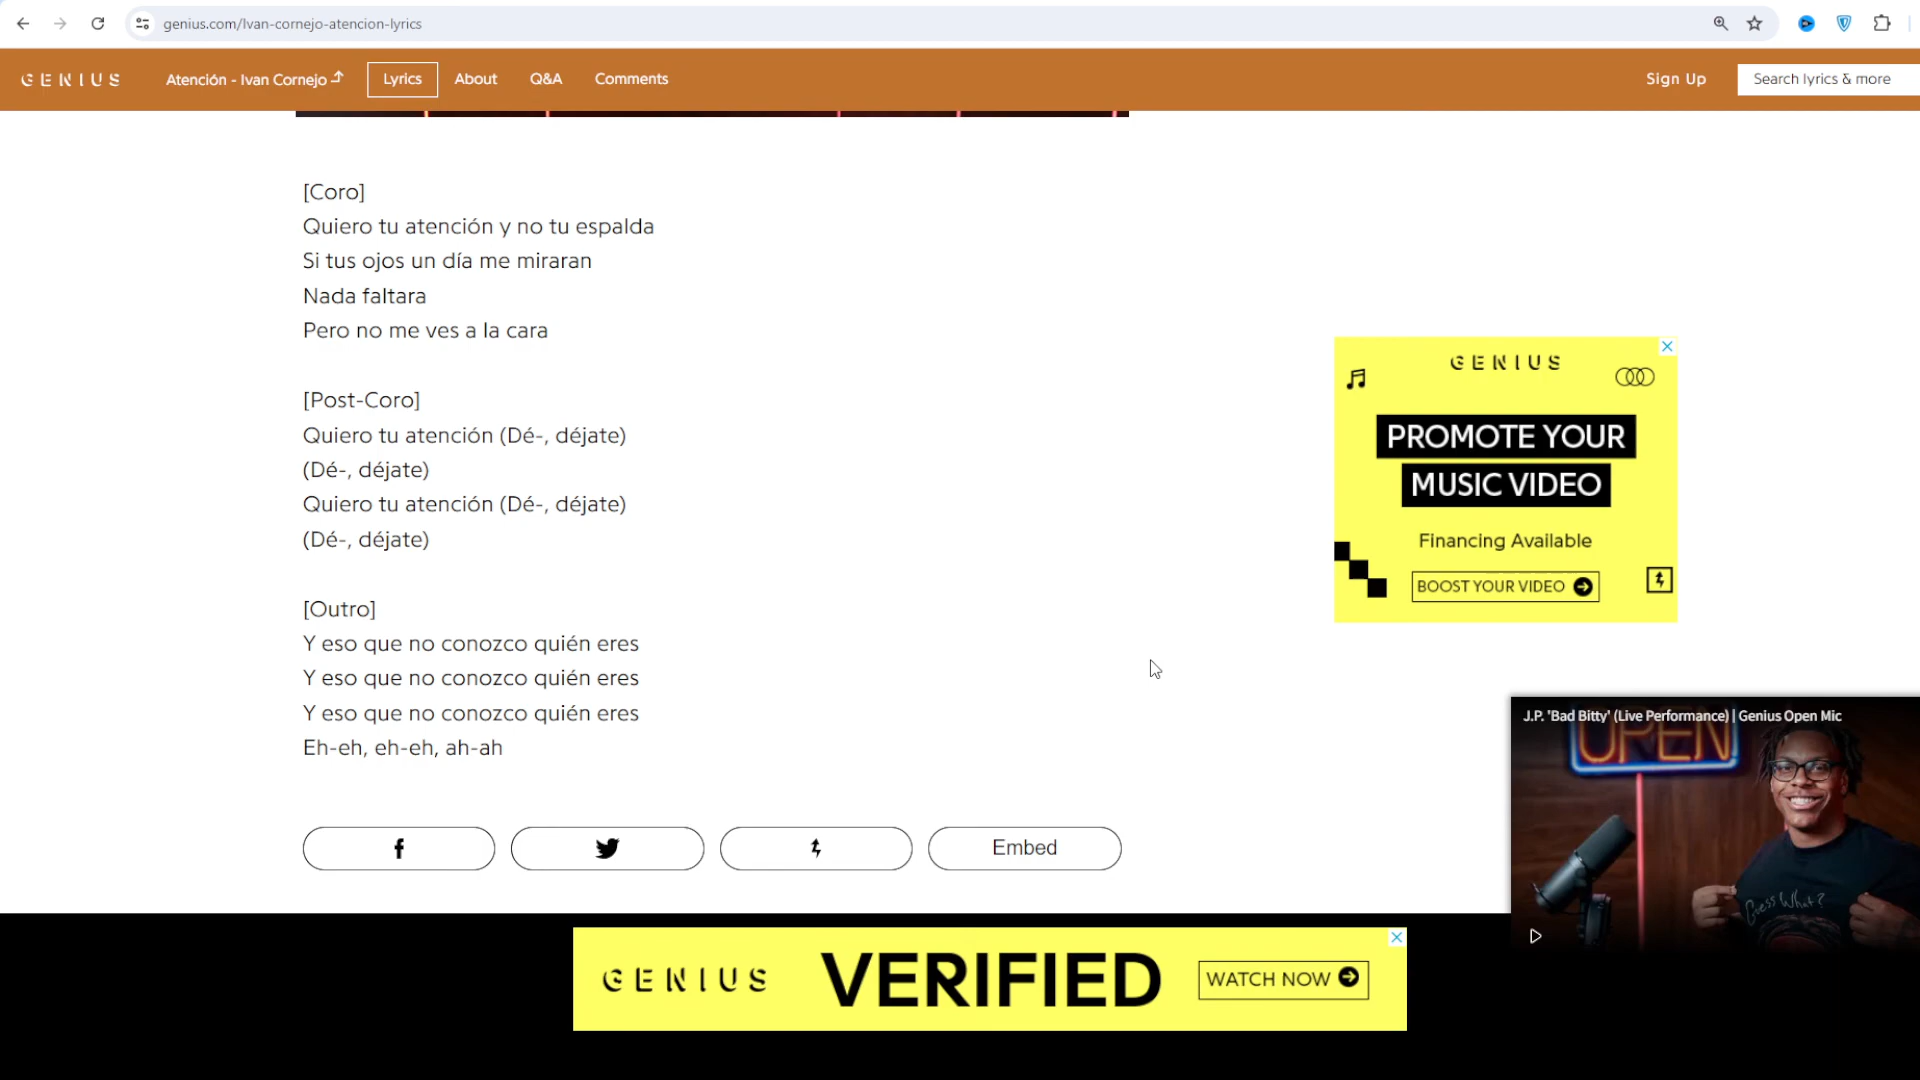 genius.com/Ivan-cornejo-atencion-lyrics
GENIUS
Atención - Ivan Cornejo
Lyrics
About
Q&A
Comments
Sign Up
Search lyrics & more
[Coro]
Quiero tu atención y no tu espalda
Si tus ojos un día me miraran
Nada faltara
Pero no me ves a la cara
[Post-Coro]
Quiero tu atención (Dé-, déjate)
(Dé-, déjate)
Quiero tu atención (Dé-, déjate)
(Dé-, déjate)
[Outro]
Y eso que no conozco quién eres
Y eso que no conozco quién eres
Y eso que no conozco quién eres
Eh-eh, eh-eh, ah-ah
Embed
GENIUS
PROMOTE YOUR
MUSIC VIDEO
Financing Available
BOOST YOUR VIDEO
J.P. 'Bad Bitty' (Live Performance) | Genius Open Mic
OPEN
Guess What?
GENIUS
VERIFIED
WATCH NOW